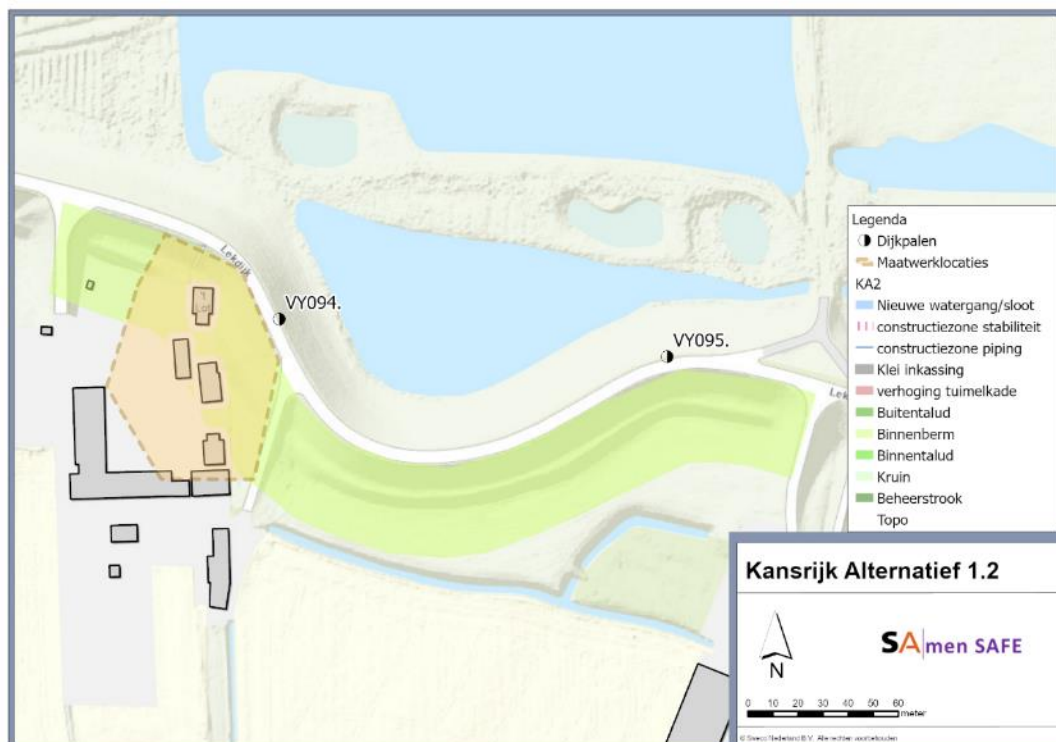 Lekdijk
VY094.
VY095.
Legenda
Dijkpalen
Maatwerklocaties
KA2
Nieuwe watergang/sloot
constructiezone stabiliteit
constructiezone piping
Klei inkassing
verhoging tuimelkade
Buitentalud
Binnenberm
Binnentalud
Kruin
Beheerstrook
Topo
Kansrijk Alternatief 1.2
N
SAmen SAFE
0 10 20 30 40 50 60
meter